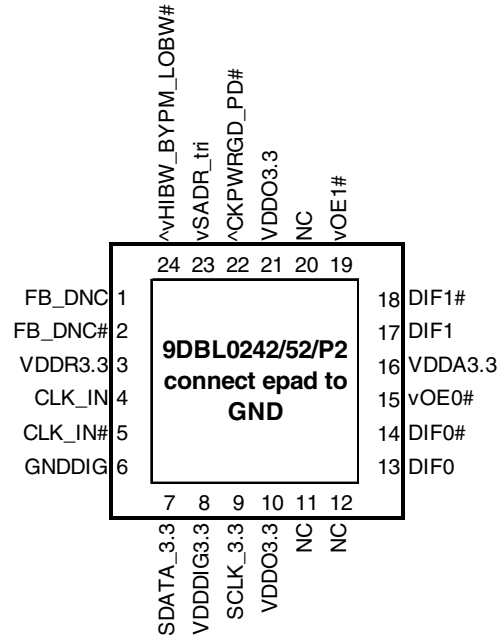 ^vHIBW_BYPM_LOBW#
vSADR_tri
^CKPWRGD_PD#
VDDO3.3
NC
vOE1#
24 23 22 21 20 19
FB_DNC 1
FB_DNC# 2
VDDR3.3 3
CLK_IN 4
CLK_IN# 5
GNDDIG 6
9DBL0242/52/P2
connect epad to
GND
18 DIF1#
17 DIF1
16 VDDA3.3
15 vOE0#
14 DIF0#
13 DIF0
7 8 9 10 11 12
SDATA_3.3
VDDDIG3.3
SCLK_3.3
VDDO3.3
NC
NC